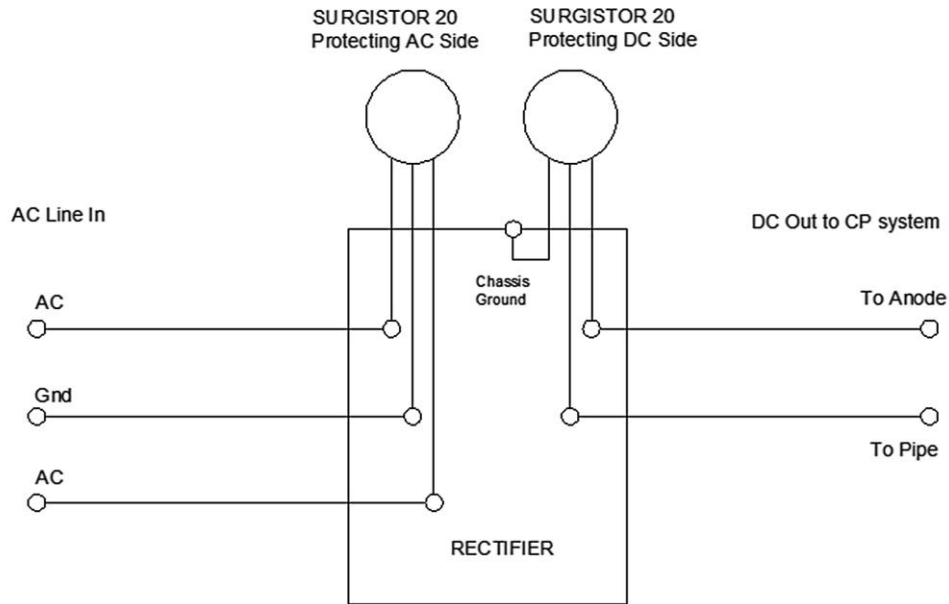 SURGISTOR 20
Protecting AC Side
SURGISTOR 20
Protecting DC Side
AC Line In
DC Out to CP system
Chassis
Ground
AC
To Anode
Gnd
To Pipe
AC
RECTIFIER